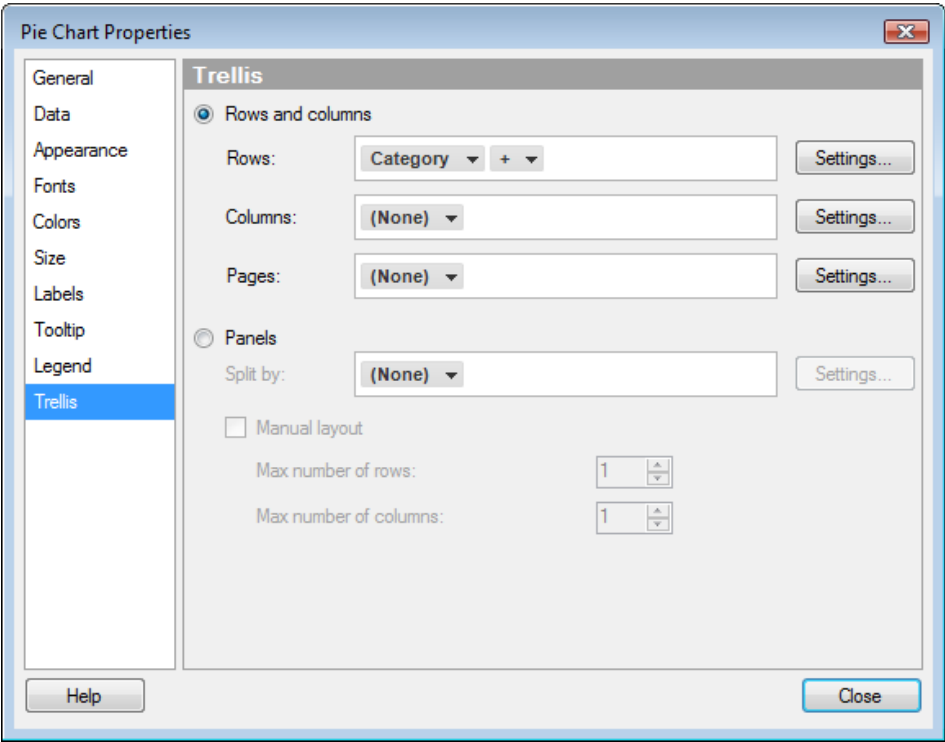 Pie Chart Properties
General
Data
Appearance
Fonts
Colors
Size
Labels
Tooltip
Legend
Trellis
Trellis
Rows and columns
Rows: Category + Settings...
Columns: (None) Settings...
Pages: (None) Settings...
Panels
Split by: (None) Settings...
Manual layout
Max number of rows: 1
Max number of columns: 1
Help Close